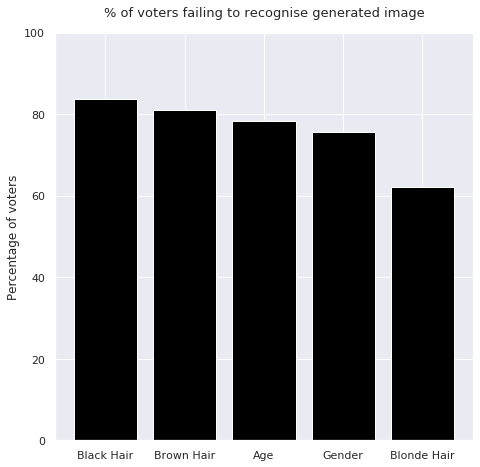 % of voters failing to recognise generated image
100
80
60
40
20
0
Percentage of voters
Black Hair
Brown Hair
Age
Gender
Blonde Hair